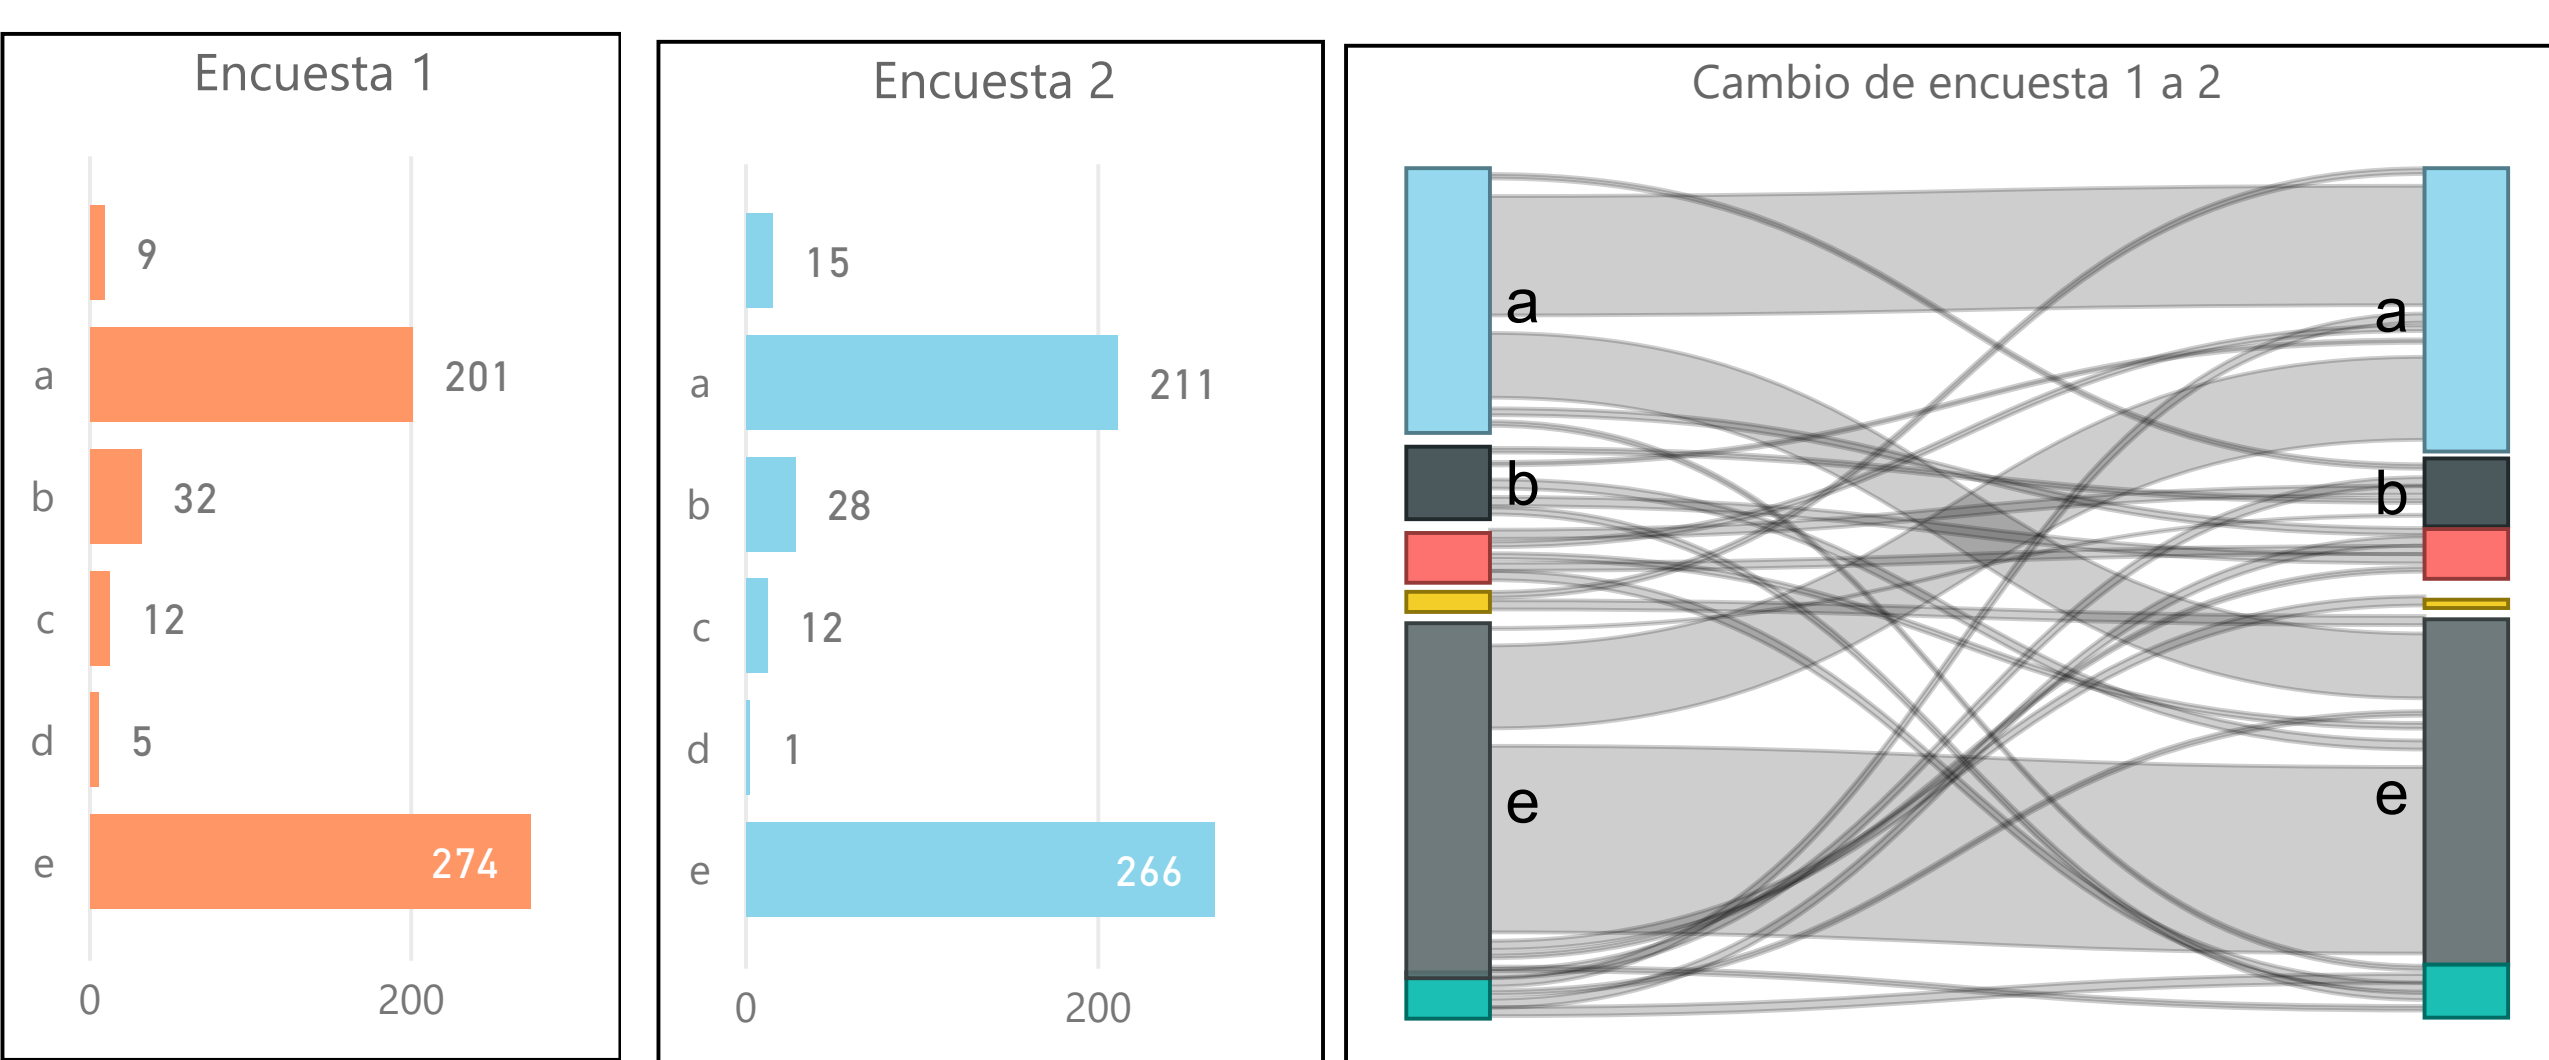 Encuesta 1
9
a 201
b 32
c 12
d 5
e 274
0 200
Encuesta 2
15
a 211
b 28
c 12
d 1
e 266
0 200
Cambio de encuesta 1 a 2
a a
b b
e e